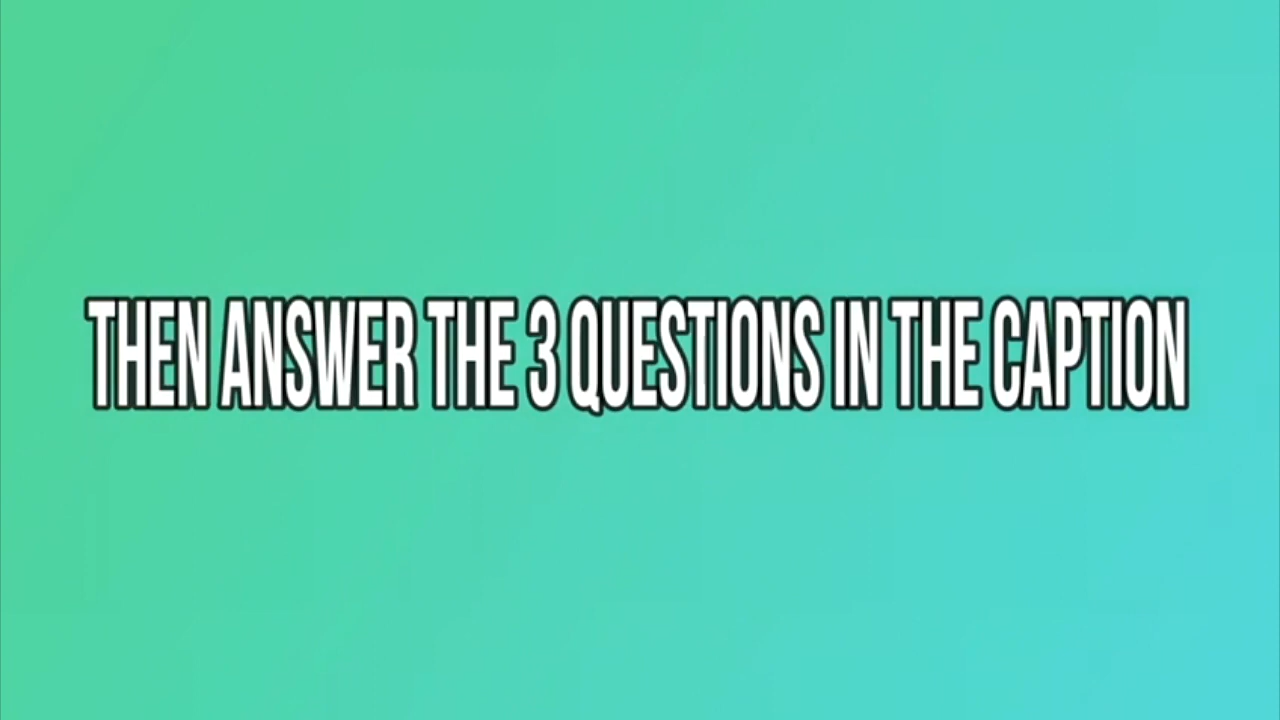 THEN ANSWER THE 3 QUESTIONS IN THE CAPTION